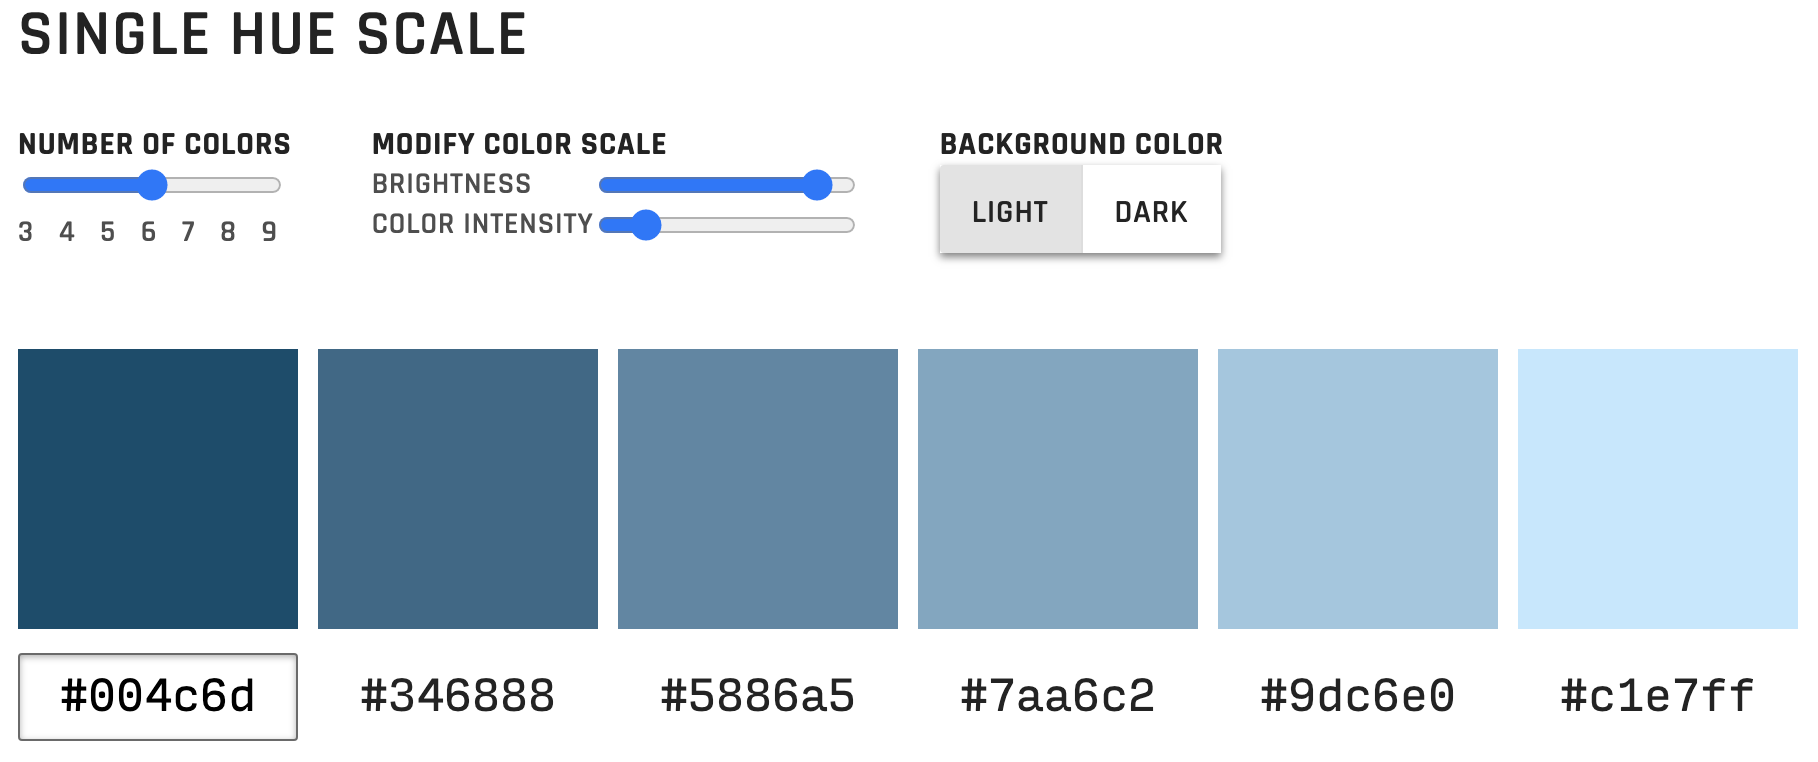 SINGLE HUE SCALE
NUMBER OF COLORS
3 4 5 6 7 8 9
MODIFY COLOR SCALE
BRIGHTNESS
COLOR INTENSITY
BACKGROUND COLOR
LIGHT DARK
#004c6d #346888 #5886a5 #7aa6c2 #9dc6e0 #c1e7ff